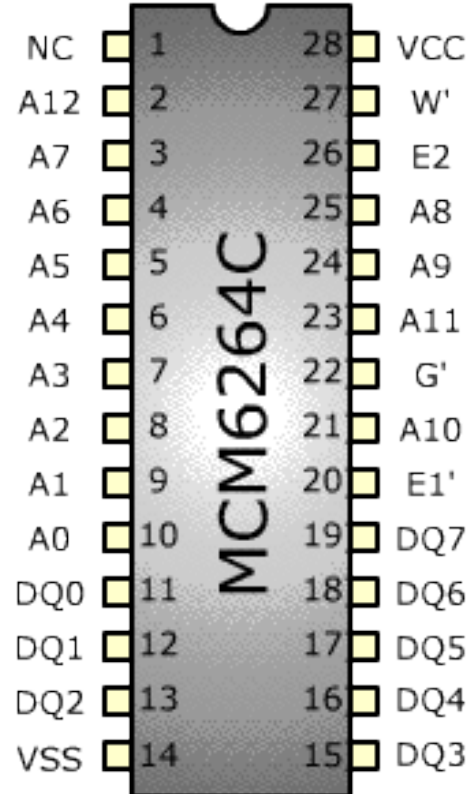 NC 1 28 VCC
A12 2 27 W'
A7 3 26 E2
A6 4 25 A8
A5 5 24 A9
A4 6 23 A11
A3 7 22 G'
A2 8 21 A10
A1 9 20 E1'
A0 10 19 DQ7
DQ0 11 18 DQ6
DQ1 12 17 DQ5
DQ2 13 16 DQ4
VSS 14 15 DQ3
MCM6264C